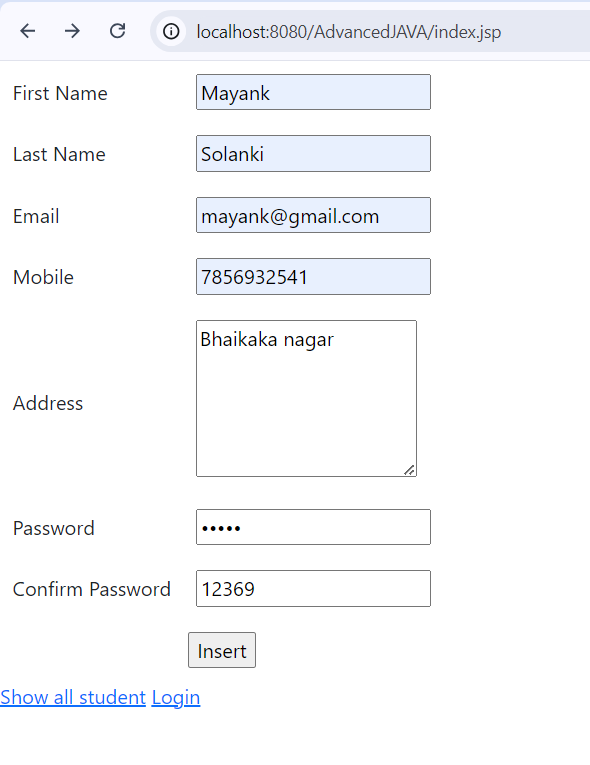 localhost:8080/AdvancedJAVA/index.jsp
First Name Mayank
Last Name Solanki
Email mayank@gmail.com
Mobile 7856932541
Address Bhaikaka nagar
Password •••••
Confirm Password 12369
Insert
Show all student Login